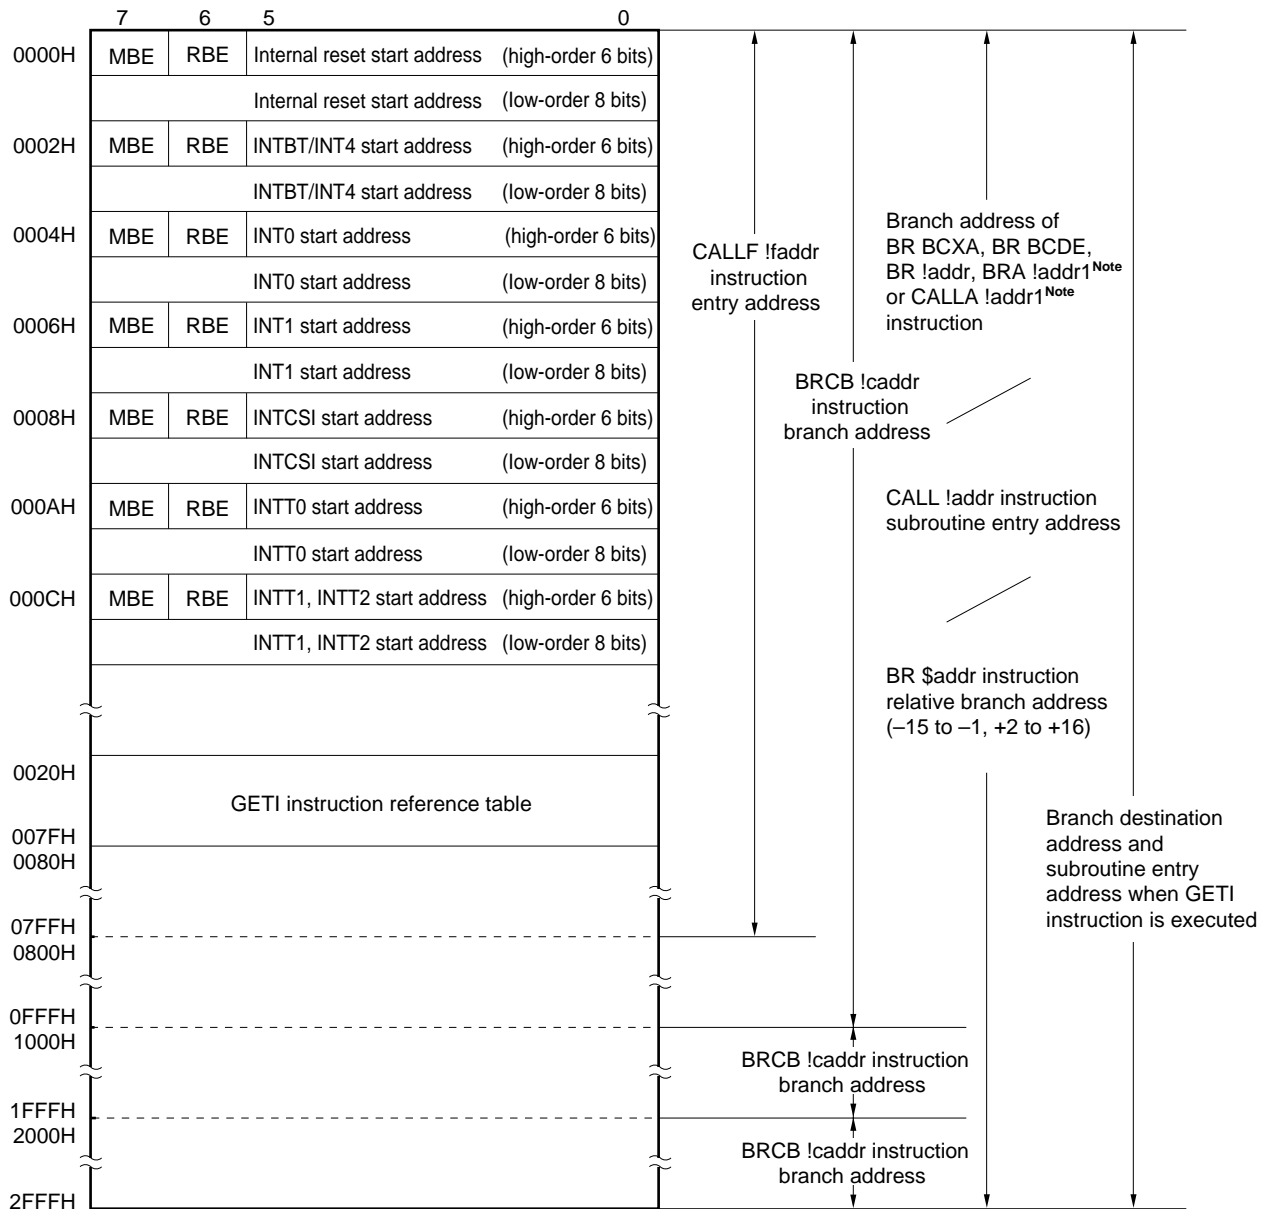 7 6 5 0
0000H MBE RBE Internal reset start address (high-order 6 bits)
Internal reset start address (low-order 8 bits)
0002H MBE RBE INTBT/INT4 start address (high-order 6 bits)
INTBT/INT4 start address (low-order 8 bits)
0004H MBE RBE INT0 start address (high-order 6 bits)
INT0 start address (low-order 8 bits)
0006H MBE RBE INT1 start address (high-order 6 bits)
INT1 start address (low-order 8 bits)
0008H MBE RBE INTCSI start address (high-order 6 bits)
INTCSI start address (low-order 8 bits)
000AH MBE RBE INTT0 start address (high-order 6 bits)
INTT0 start address (low-order 8 bits)
000CH MBE RBE INTT1, INTT2 start address (high-order 6 bits)
INTT1, INTT2 start address (low-order 8 bits)
0020H
GETI instruction reference table
007FH
0080H
07FFH
0800H
0FFFH
1000H
1FFFH
2000H
2FFFH
CALLF !faddr
instruction
entry address
BRCB !caddr
instruction
branch address
BRCB !caddr instruction
branch address
BRCB !caddr instruction
branch address
Branch address of
BR BCXA, BR BCDE,
BR !addr, BRA !addr1Note
or CALLA !addr1Note
instruction
CALL !addr instruction
subroutine entry address
BR $addr instruction
relative branch address
(–15 to –1, +2 to +16)
Branch destination
address and
subroutine entry
address when GETI
instruction is executed